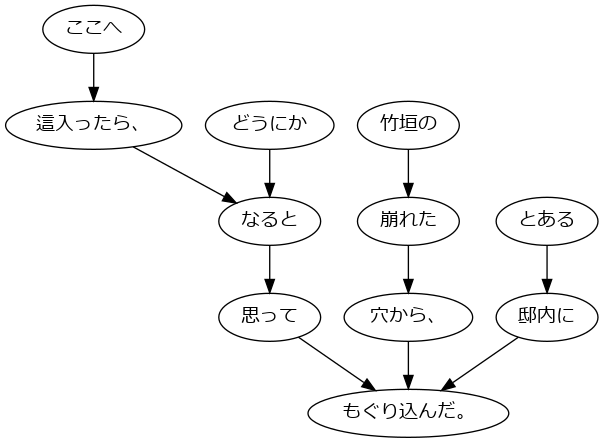 ここへ
這入ったら、
どうにか
竹垣の
なると
崩れた
とある
思って
穴から、
邸内に
もぐり込んだ。